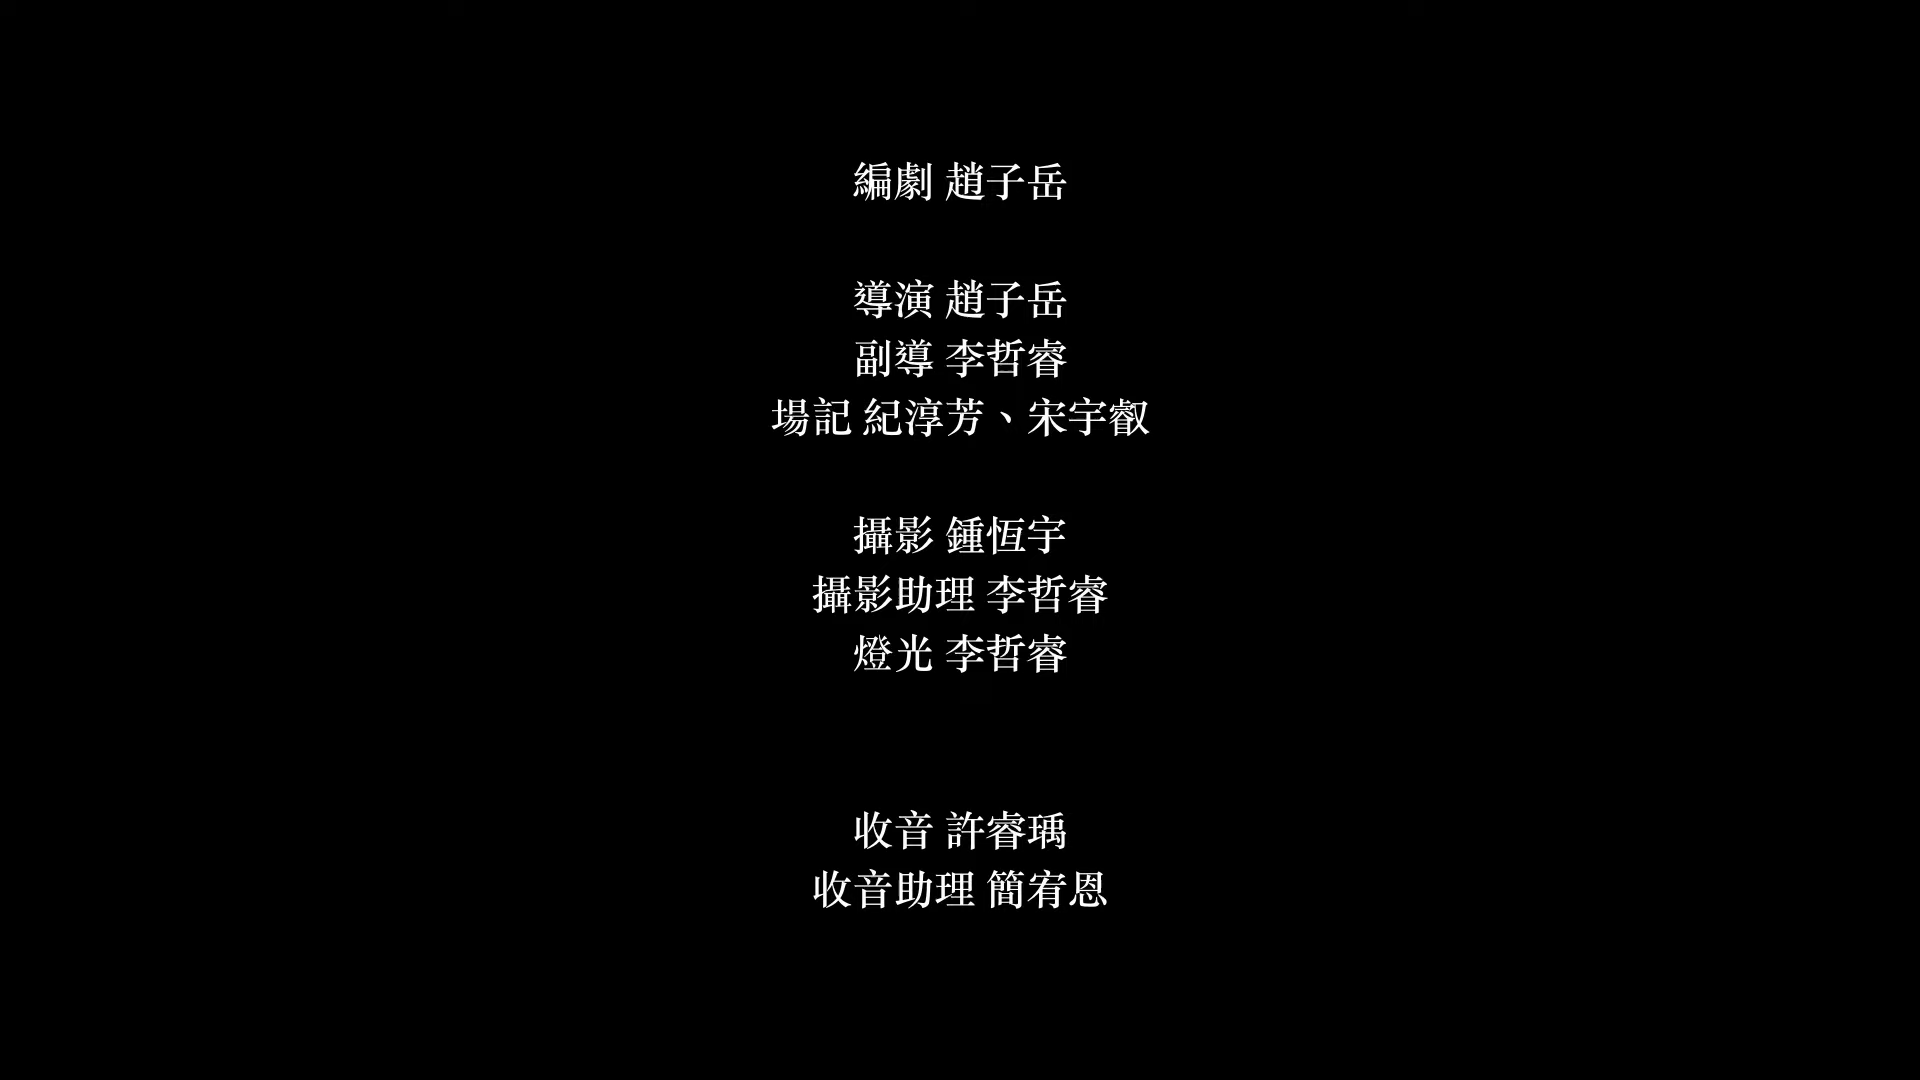 編劇 趙子岳
導演 趙子岳
副導 李哲睿
場記 紀淳芳、宋宇叡
攝影 鍾恆宇
攝影助理 李哲睿
燈光 李哲睿
收音 許睿瑀
收音助理 簡宥恩